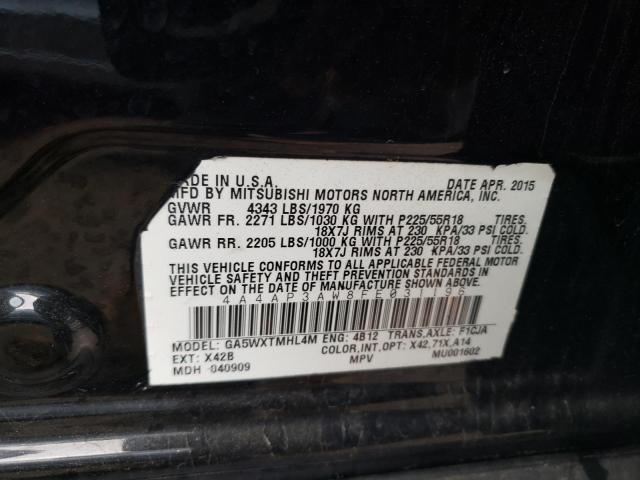 MADE IN U.S.A. DATE APR. 2015
MFD BY MITSUBISHI MOTORS NORTH AMERICA, INC.
GVWR 4343 LBS/1970 KG
GAWR FR. 2271 LBS/1030 KG WITH P225/55R18 TIRES.
18X7J RIMS AT 230 KPA/33 PSI COLD.
GAWR RR. 2205 LBS/1000 KG WITH P225/55R18 TIRES.
18X7J RIMS AT 230 KPA/33 PSI COLD.
THIS VEHICLE CONFORMS TO ALL APPLICABLE FEDERAL MOTOR
VEHICLE SAFETY AND THEFT PREVENTION STANDARDS IN
EFFECT ON THE DATE OF MANUFACTURE SHOWN ABOVE.
4A4AP3AW8FE031196
MODEL: GA5WXTMHL4M ENG: 4B12 TRANS,AXLE: F1CJA
EXT: X42B COLOR,INT,OPT: X42,71X,A14
MDH 040909 MPV MU001602